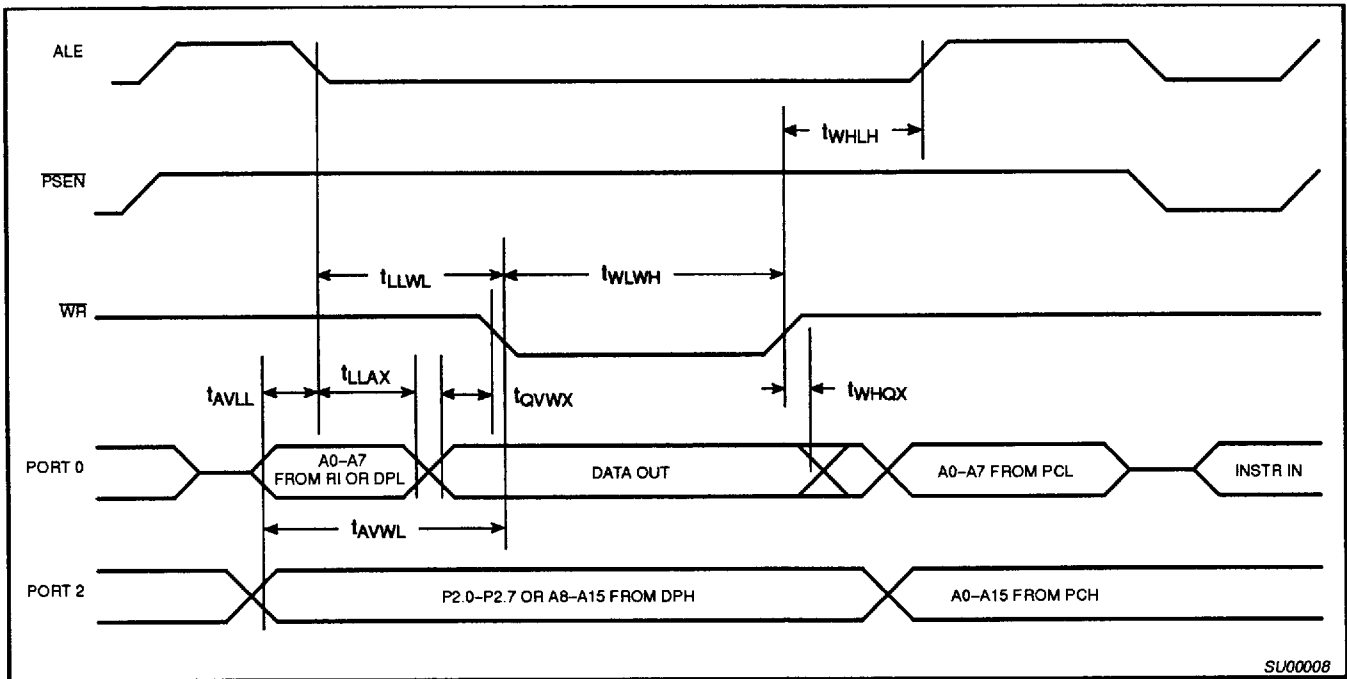 ALE
tWHLH
PSEN
tLLWL
tWLWH
WR
tAVLL
tLLAX
tQVWX
tWHQX
PORT 0
A0–A7
FROM RI OR DPL
DATA OUT
A0–A7 FROM PCL
INSTR IN
tAVWL
PORT 2
P2.0–P2.7 OR A8–A15 FROM DPH
A0–A15 FROM PCH
SU00008